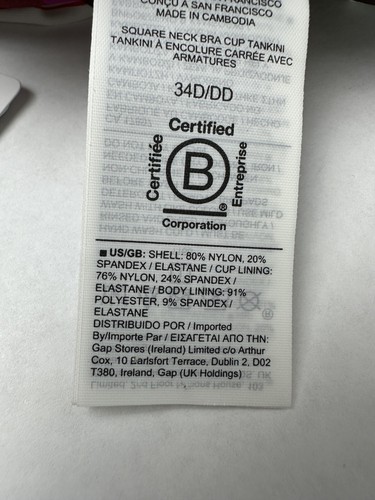 CONÇU A SAN FRANCISCO
MADE IN CAMBODIA
SQUARE NECK BRA CUP TANKINI
TANKINI À ENCOLURE CARRÉE AVEC
ARMATURES
34D/DD
Certified
Certifiée
B
Entreprise
®
Corporation
■ US/GB: SHELL: 80% NYLON, 20%
SPANDEX / ELASTANE / CUP LINING:
76% NYLON, 24% SPANDEX /
ELASTANE / BODY LINING: 91%
POLYESTER, 9% SPANDEX /
ELASTANE
DISTRIBUIDO POR / Imported
By/Importe Par / ΕΙΣΑΓΕΤΑΙ ΑΠΟ ΤΗΝ:
Gap Stores (Ireland) Limited c/o Arthur
Cox, 10 Earlsfort Terrace, Dublin 2, D02
T380, Ireland, Gap (UK Holdings)